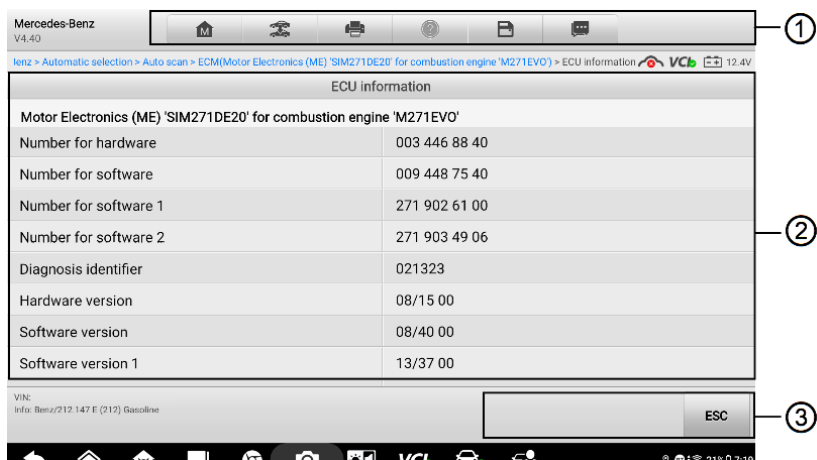 Mercedes-Benz
V4.40
M
?
①
lenz > Automatic selection > Auto scan > ECM(Motor Electronics (ME) 'SIM271DE20' for combustion engine 'M271EVO') > ECU information VCI 12.4V
ECU information
Motor Electronics (ME) 'SIM271DE20' for combustion engine 'M271EVO'
Number for hardware 003 446 88 40
Number for software 009 448 75 40
Number for software 1 271 902 61 00
Number for software 2 271 903 49 06
②
Diagnosis identifier 021323
Hardware version 08/15 00
Software version 08/40 00
Software version 1 13/37 00
VIN:
Info: Benz/212.147 E (212) Gasoline
ESC
③
VCI